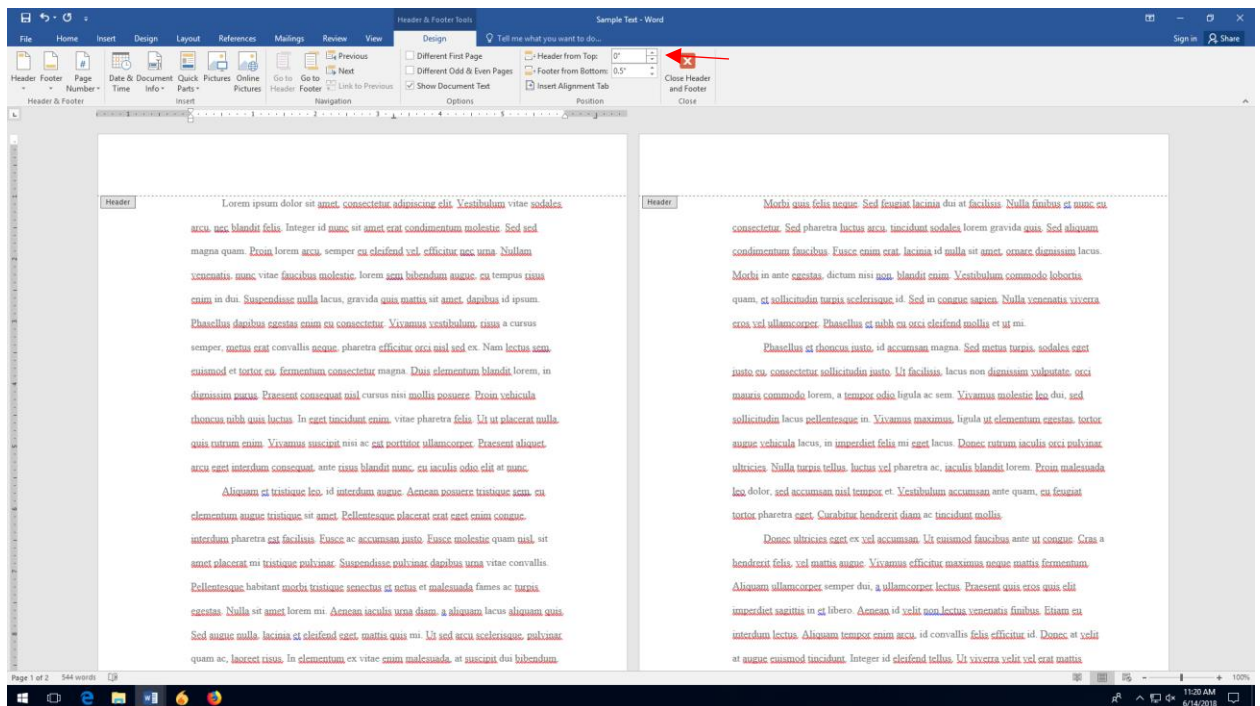 Header & Footer Tools
Sample Text - Word
File Home Insert Design Layout References Mailings Review View Design Tell me what you want to do... Sign in Share
Previous Different First Page Header from Top: 0"
Next Different Odd & Even Pages Footer from Bottom: 0.5"
Link to Previous Show Document Text Insert Alignment Tab
Header Footer Page Number Date & Time Document Info Quick Parts Pictures Online Pictures Go to Header Go to Footer Close Header and Footer
Header & Footer Insert Navigation Options Position Close
Header
Lorem ipsum dolor sit amet, consectetur adipiscing elit. Vestibulum vitae sodales
arcu, nec blandit felis. Integer id nunc sit amet erat condimentum molestie. Sed sed
magna quam. Proin lorem arcu, semper eu eleifend vel, efficitur nec urna. Nullam
venenatis, nunc vitae faucibus molestie, lorem sem bibendum augue, eu tempus risus
enim in dui. Suspendisse nulla lacus, gravida quis mattis sit amet, dapibus id ipsum.
Phasellus dapibus egestas enim eu consectetur. Vivamus vestibulum, risus a cursus
semper, metus erat convallis neque, pharetra efficitur orci nisl sed ex. Nam lectus sem,
euismod et tortor eu, fermentum consectetur magna. Duis elementum blandit lorem, in
dignissim purus. Praesent consequat nisl cursus nisi mollis posuere. Proin vehicula
rhoncus nibh quis luctus. In eget tincidunt enim, vitae pharetra felis. Ut ut placerat nulla,
quis rutrum enim. Vivamus suscipit nisi ac est porttitor ullamcorper. Praesent aliquet,
arcu eget interdum consequat, ante risus blandit nunc, eu iaculis odio elit at nunc.
Aliquam et tristique leo, id interdum augue. Aenean posuere tristique sem, eu
elementum augue tristique sit amet. Pellentesque placerat erat eget enim congue,
interdum pharetra est facilisis. Fusce ac accumsan justo. Fusce molestie quam nisl, sit
amet placerat mi tristique pulvinar. Suspendisse pulvinar dapibus urna vitae convallis.
Pellentesque habitant morbi tristique senectus et netus et malesuada fames ac turpis
egestas. Nulla sit amet lorem mi. Aenean iaculis urna diam, a aliquam lacus aliquam quis.
Sed augue nulla, lacinia et eleifend eget, mattis quis mi. Ut sed arcu scelerisque, pulvinar
quam ac, laoreet risus. In elementum ex vitae enim malesuada, at suscipit dui bibendum.
Header
Morbi quis felis neque. Sed feugiat lacinia dui at facilisis. Nulla finibus et nunc eu
consectetur. Sed pharetra luctus arcu, tincidunt sodales lorem gravida quis. Sed aliquam
condimentum faucibus. Fusce enim erat, lacinia id nulla sit amet, ornare dignissim lacus.
Morbi in ante egestas, dictum nisi non, blandit enim. Vestibulum commodo lobortis
quam, et sollicitudin turpis scelerisque id. Sed in congue sapien. Nulla venenatis viverra
eros vel ullamcorper. Phasellus et nibh eu orci eleifend mollis et ut mi.
Phasellus et rhoncus justo, id accumsan magna. Sed metus turpis, sodales eget
justo eu, consectetur sollicitudin justo. Ut facilisis, lacus non dignissim vulputate, orci
mauris commodo lorem, a tempor odio ligula ac sem. Vivamus molestie leo dui, sed
sollicitudin lacus pellentesque in. Vivamus maximus, ligula ut elementum egestas, tortor
augue vehicula lacus, in imperdiet felis mi eget lacus. Donec rutrum iaculis orci pulvinar
ultricies. Nulla turpis tellus, luctus vel pharetra ac, iaculis blandit lorem. Proin malesuada
leo dolor, sed accumsan nisl tempor et. Vestibulum accumsan ante quam, eu feugiat
tortor pharetra eget. Curabitur hendrerit diam ac tincidunt mollis.
Donec ultricies eget ex vel accumsan. Ut euismod faucibus ante ut congue. Cras a
hendrerit felis, vel mattis augue. Vivamus efficitur maximus neque mattis fermentum.
Aliquam ullamcorper semper dui, a ullamcorper lectus. Praesent quis eros quis elit
imperdiet sagittis in et libero. Aenean id velit non lectus venenatis finibus. Etiam eu
interdum lectus. Aliquam tempor enim arcu, id convallis felis efficitur id. Donec at velit
at augue euismod tincidunt. Integer id eleifend tellus. Ut viverra velit vel erat mattis
Page 1 of 2 544 words 100%
11:20 AM
6/14/2018